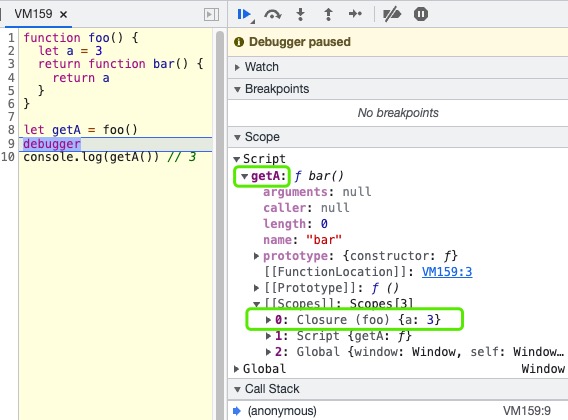 VM159
1 function foo() {
2 let a = 3
3 return function bar() {
4 return a
5 }
6 }
7
8 let getA = foo()
9 debugger
10 console.log(getA()) // 3
Debugger paused
Watch
Breakpoints
No breakpoints
Scope
Script
getA: ƒ bar()
arguments: null
caller: null
length: 0
name: "bar"
prototype: {constructor: ƒ}
[[FunctionLocation]]: VM159:3
[[Prototype]]: ƒ ()
[[Scopes]]: Scopes[3]
0: Closure (foo) {a: 3}
1: Script {getA: ƒ}
2: Global {window: Window, self: Window…
Global Window
Call Stack
(anonymous) VM159:9